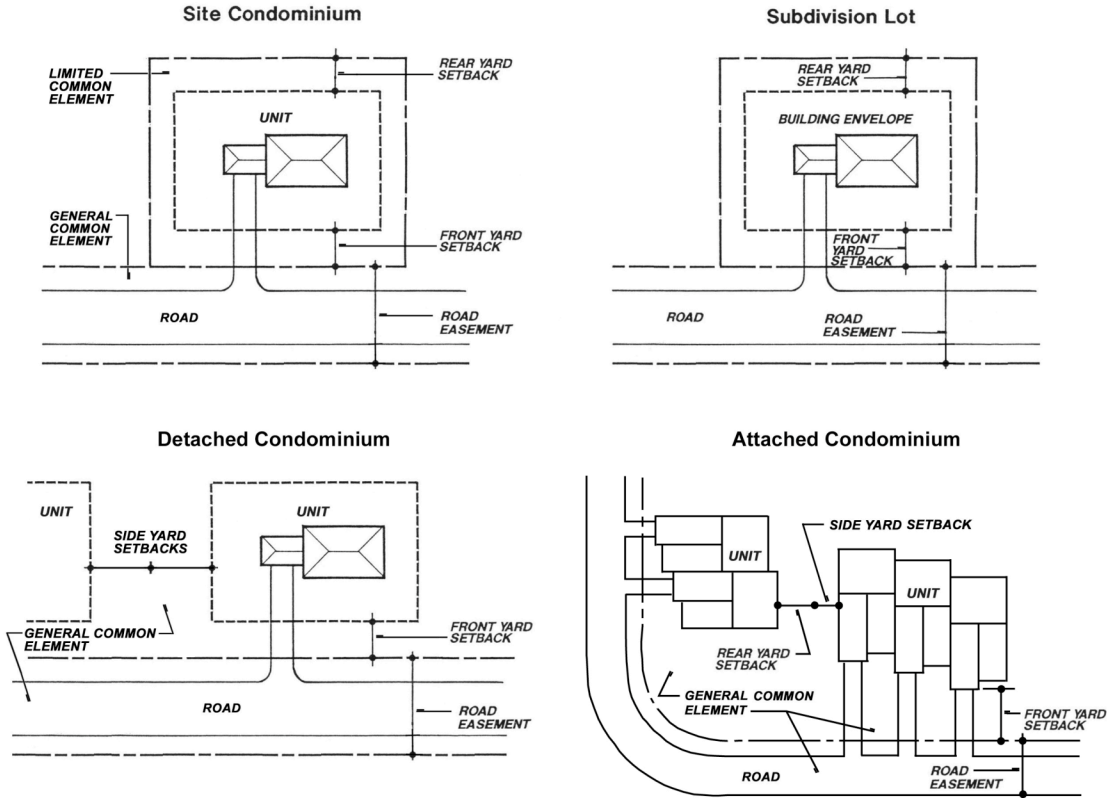 Site Condominium
LIMITED
COMMON
ELEMENT
REAR YARD
SETBACK
UNIT
GENERAL
COMMON
ELEMENT
FRONT YARD
SETBACK
ROAD
ROAD
EASEMENT
Subdivision Lot
REAR YARD
SETBACK
BUILDING ENVELOPE
FRONT
YARD
SETBACK
ROAD
ROAD
EASEMENT
Detached Condominium
UNIT
SIDE YARD
SETBACKS
UNIT
GENERAL COMMON
ELEMENT
FRONT YARD
SETBACK
ROAD
ROAD
EASEMENT
Attached Condominium
SIDE YARD SETBACK
UNIT
UNIT
REAR YARD
SETBACK
GENERAL COMMON
ELEMENT
FRONT YARD
SETBACK
ROAD
ROAD
EASEMENT